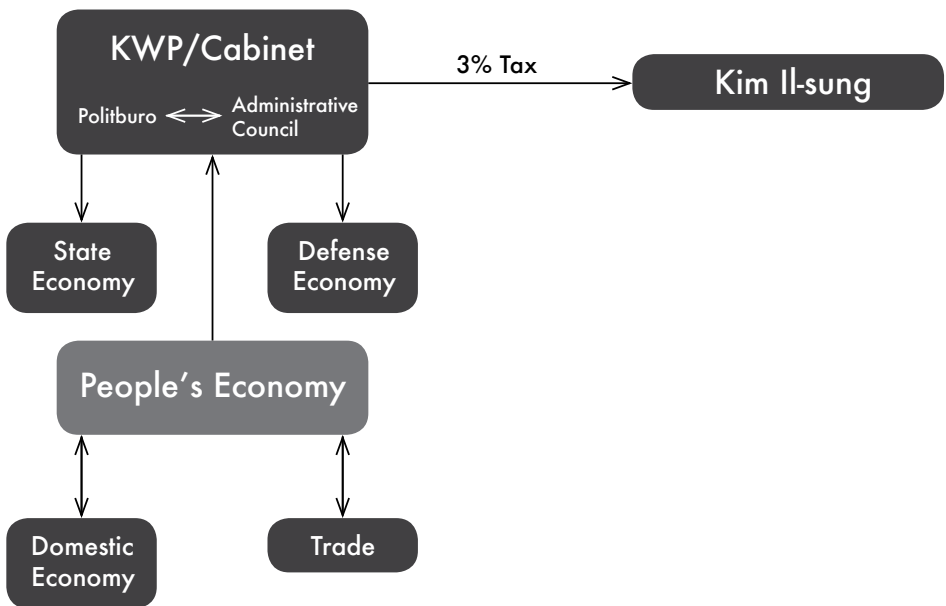 KWP/Cabinet
Politburo
Administrative
Council
3% Tax
Kim Il-sung
State
Economy
Defense
Economy
People’s Economy
Domestic
Economy
Trade